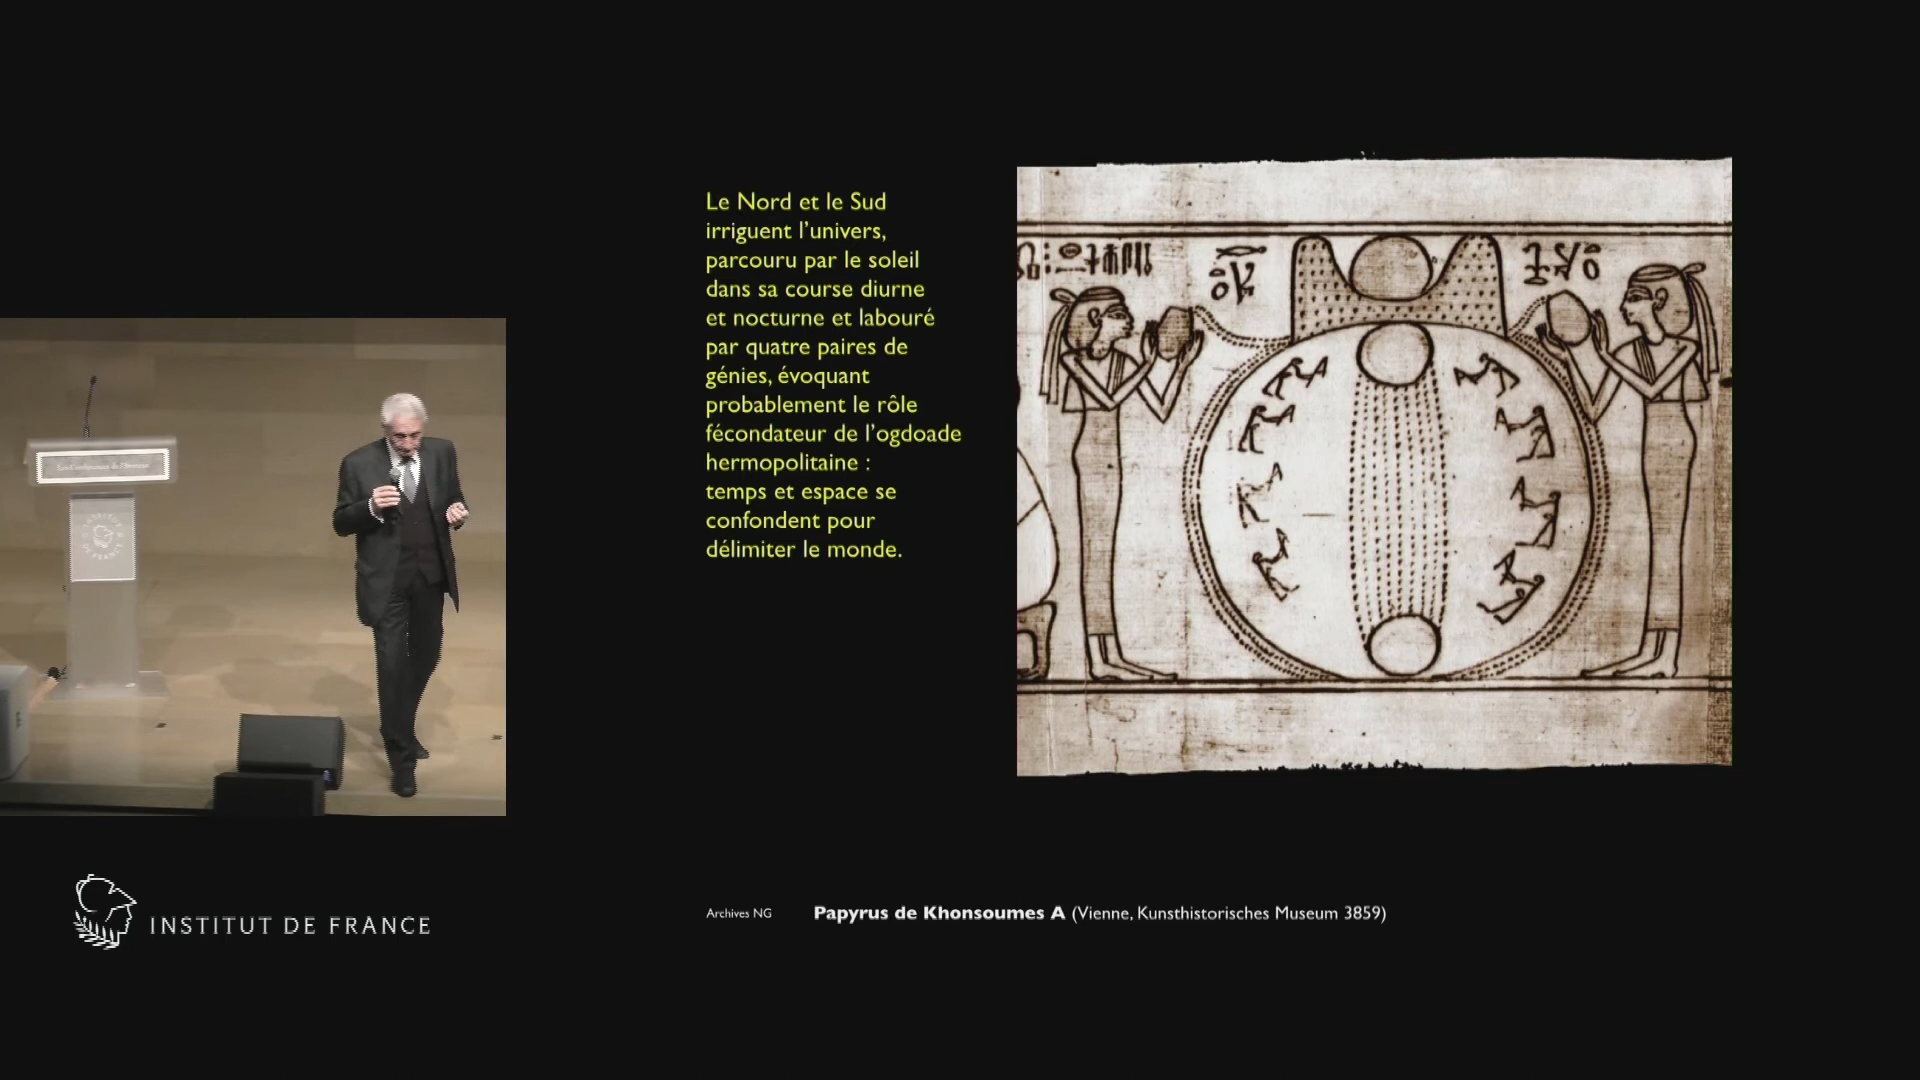 Le Nord et le Sud
irriguent l’univers,
parcouru par le soleil
dans sa course diurne
et nocturne et labouré
par quatre paires de
génies, évoquant
probablement le rôle
fécondateur de l’ogdoade
hermopolitaine :
temps et espace se
confondent pour
délimiter le monde.
INSTITUT DE FRANCE
Archives NG
Papyrus de Khonsoumes A (Vienne, Kunsthistorisches Museum 3859)